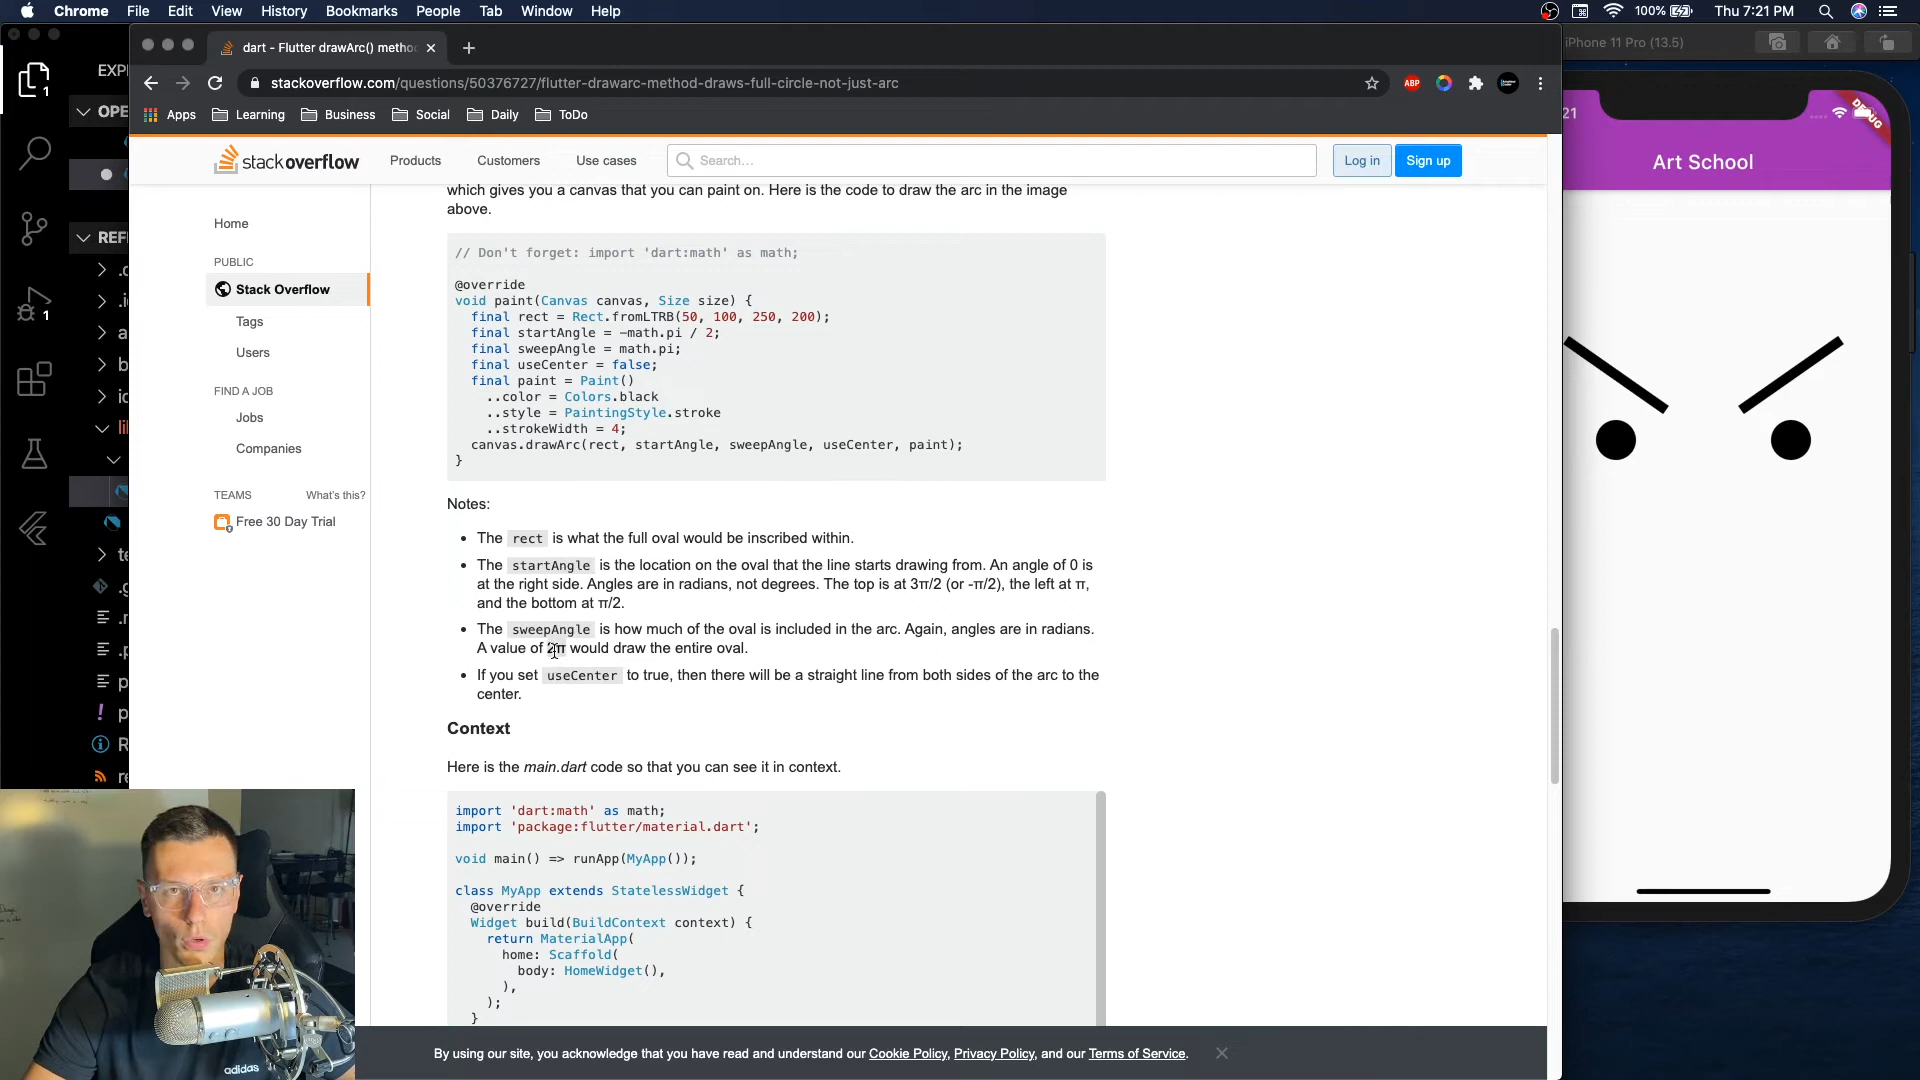 Chrome File Edit View History Bookmarks People Tab Window Help
100% Thu 7:21 PM
dart - Flutter drawArc() metho
iPhone 11 Pro (13.5)
EXP
1
stackoverflow.com/questions/50376727/flutter-drawarc-method-draws-full-circle-not-just-arc
ABP
OPE
Apps Learning Business Social Daily ToDo
21
DEBUG
stackoverflow Products Customers Use cases Search... Log in Sign up
Art School
which gives you a canvas that you can paint on. Here is the code to draw the arc in the image
above.
Home
REF
PUBLIC
Stack Overflow
Tags
Users
FIND A JOB
Jobs
Companies
TEAMS What's this?
Free 30 Day Trial
1
// Don't forget: import 'dart:math' as math;
@override
void paint(Canvas canvas, Size size) {
final rect = Rect.fromLTRB(50, 100, 250, 200);
final startAngle = -math.pi / 2;
final sweepAngle = math.pi;
final useCenter = false;
final paint = Paint()
..color = Colors.black
..style = PaintingStyle.stroke
..strokeWidth = 4;
canvas.drawArc(rect, startAngle, sweepAngle, useCenter, paint);
}
Notes:
• The rect is what the full oval would be inscribed within.
• The startAngle is the location on the oval that the line starts drawing from. An angle of 0 is
at the right side. Angles are in radians, not degrees. The top is at 3π/2 (or -π/2), the left at π,
and the bottom at π/2.
• The sweepAngle is how much of the oval is included in the arc. Again, angles are in radians.
A value of 2π would draw the entire oval.
• If you set useCenter to true, then there will be a straight line from both sides of the arc to the
center.
Context
Here is the main.dart code so that you can see it in context.
import 'dart:math' as math;
import 'package:flutter/material.dart';
void main() => runApp(MyApp());
class MyApp extends StatelessWidget {
@override
Widget build(BuildContext context) {
return MaterialApp(
home: Scaffold(
body: HomeWidget(),
),
);
}
adidas
By using our site, you acknowledge that you have read and understand our Cookie Policy, Privacy Policy, and our Terms of Service.